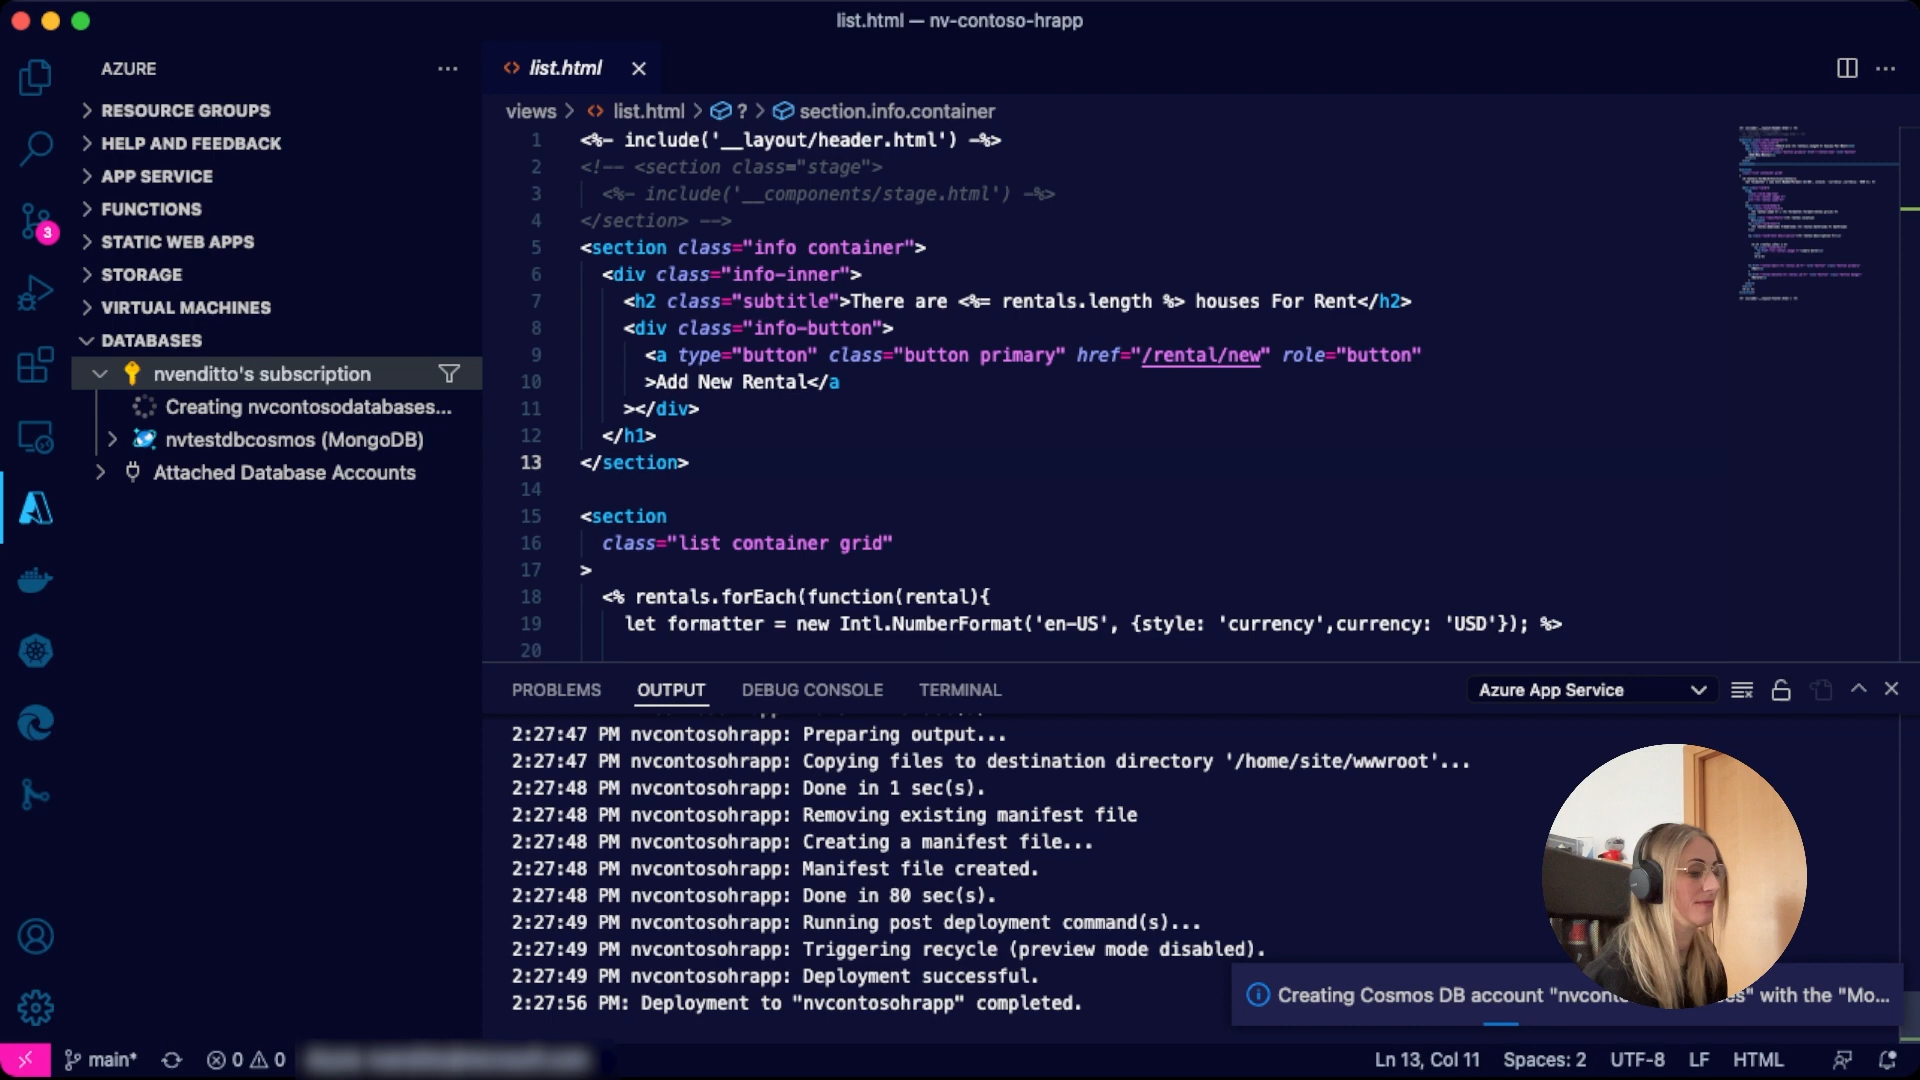 list.html — nv-contoso-hrapp
AZURE
RESOURCE GROUPS
HELP AND FEEDBACK
APP SERVICE
FUNCTIONS
STATIC WEB APPS
STORAGE
VIRTUAL MACHINES
DATABASES
nvenditto's subscription
Creating nvcontosodatabases...
nvtestdbcosmos (MongoDB)
Attached Database Accounts
3
list.html
views > list.html > ? > section.info.container
1 <%- include('__layout/header.html') -%>
2 <!-- <section class="stage">
3 <%- include('__components/stage.html') -%>
4 </section> -->
5 <section class="info container">
6 <div class="info-inner">
7 <h2 class="subtitle">There are <%= rentals.length %> houses For Rent</h2>
8 <div class="info-button">
9 <a type="button" class="button primary" href="/rental/new" role="button"
10 >Add New Rental</a
11 ></div>
12 </h1>
13 </section>
14
15 <section
16 class="list container grid"
17 >
18 <% rentals.forEach(function(rental){
19 let formatter = new Intl.NumberFormat('en-US', {style: 'currency',currency: 'USD'}); %>
20
PROBLEMS OUTPUT DEBUG CONSOLE TERMINAL Azure App Service
2:27:47 PM nvcontosohrapp: Preparing output...
2:27:47 PM nvcontosohrapp: Copying files to destination directory '/home/site/wwwroot'...
2:27:48 PM nvcontosohrapp: Done in 1 sec(s).
2:27:48 PM nvcontosohrapp: Removing existing manifest file
2:27:48 PM nvcontosohrapp: Creating a manifest file...
2:27:48 PM nvcontosohrapp: Manifest file created.
2:27:48 PM nvcontosohrapp: Done in 80 sec(s).
2:27:49 PM nvcontosohrapp: Running post deployment command(s)...
2:27:49 PM nvcontosohrapp: Triggering recycle (preview mode disabled).
2:27:49 PM nvcontosohrapp: Deployment successful.
2:27:56 PM: Deployment to "nvcontosohrapp" completed.
Creating Cosmos DB account "nvcont es" with the "Mo...
main* 0 0 Ln 13, Col 11 Spaces: 2 UTF-8 LF HTML